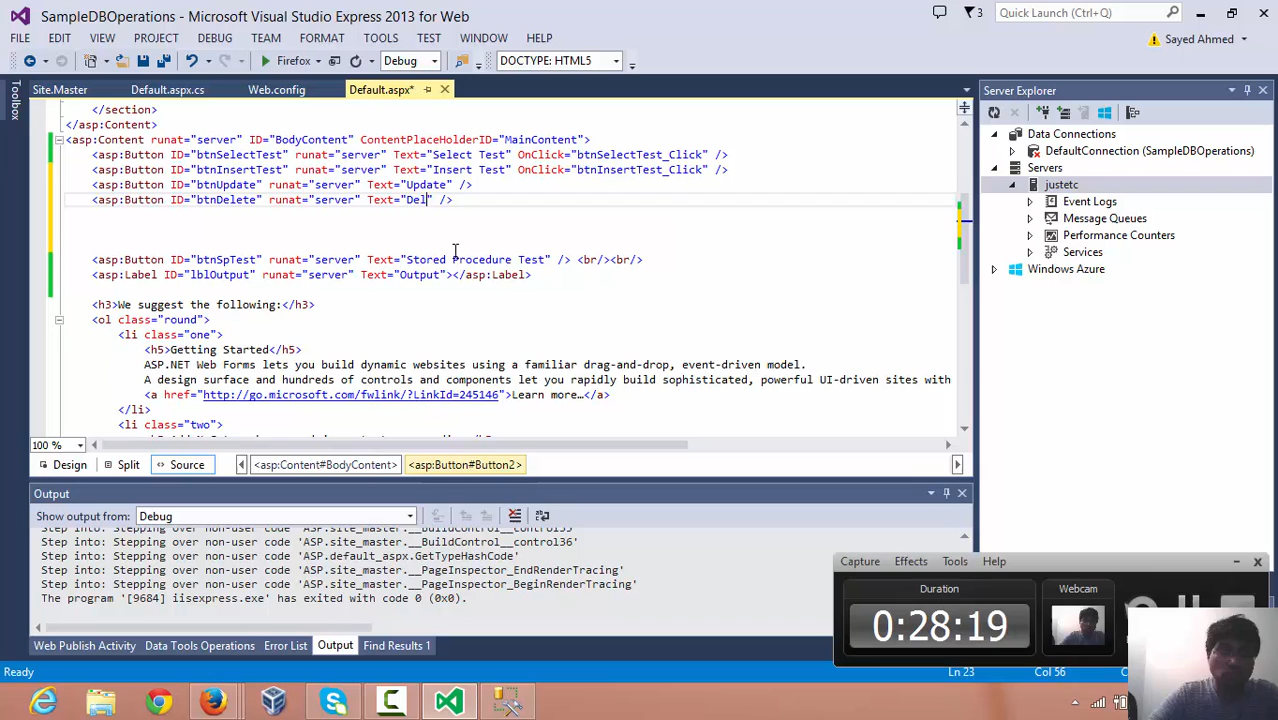 SampleDBOperations - Microsoft Visual Studio Express 2013 for Web
3
Quick Launch (Ctrl+Q)
FILE EDIT VIEW PROJECT DEBUG TEAM FORMAT TOOLS TEST WINDOW HELP
Sayed Ahmed
Firefox
Debug
DOCTYPE: HTML5
Toolbox
Site.Master Default.aspx.cs Web.config Default.aspx*
</section>
</asp:Content>
<asp:Content runat="server" ID="BodyContent" ContentPlaceHolderID="MainContent">
<asp:Button ID="btnSelectTest" runat="server" Text="Select Test" OnClick="btnSelectTest_Click" />
<asp:Button ID="btnInsertTest" runat="server" Text="Insert Test" OnClick="btnInsertTest_Click" />
<asp:Button ID="btnUpdate" runat="server" Text="Update" />
<asp:Button ID="btnDelete" runat="server" Text="Del" />
<asp:Button ID="btnSpTest" runat="server" Text="Stored Procedure Test" /> <br/><br/>
<asp:Label ID="lblOutput" runat="server" Text="Output"></asp:Label>
<h3>We suggest the following:</h3>
<ol class="round">
<li class="one">
<h5>Getting Started</h5>
ASP.NET Web Forms lets you build dynamic websites using a familiar drag-and-drop, event-driven model.
A design surface and hundreds of controls and components let you rapidly build sophisticated, powerful UI-driven sites with
<a href="http://go.microsoft.com/fwlink/?LinkId=245146">Learn more…</a>
</li>
<li class="two">
100 %
Design Split Source
<asp:Content#BodyContent> <asp:Button#Button2>
Output
Show output from: Debug
Step into: Stepping over non-user code 'ASP.site_master.__BuildControl__control35'
Step into: Stepping over non-user code 'ASP.site_master.__BuildControl__control36'
Step into: Stepping over non-user code 'ASP.default_aspx.GetTypeHashCode'
Step into: Stepping over non-user code 'ASP.site_master.__PageInspector_EndRenderTracing'
Step into: Stepping over non-user code 'ASP.site_master.__PageInspector_BeginRenderTracing'
The program '[9684] iisexpress.exe' has exited with code 0 (0x0).
Web Publish Activity Data Tools Operations Error List Output Find Results 1
Ready
Ln 23
Col 56
Server Explorer
Data Connections
DefaultConnection (SampleDBOperations)
Servers
justetc
Event Logs
Message Queues
Performance Counters
Services
Windows Azure
Capture Effects Tools Help
Duration
Webcam
0:28:19